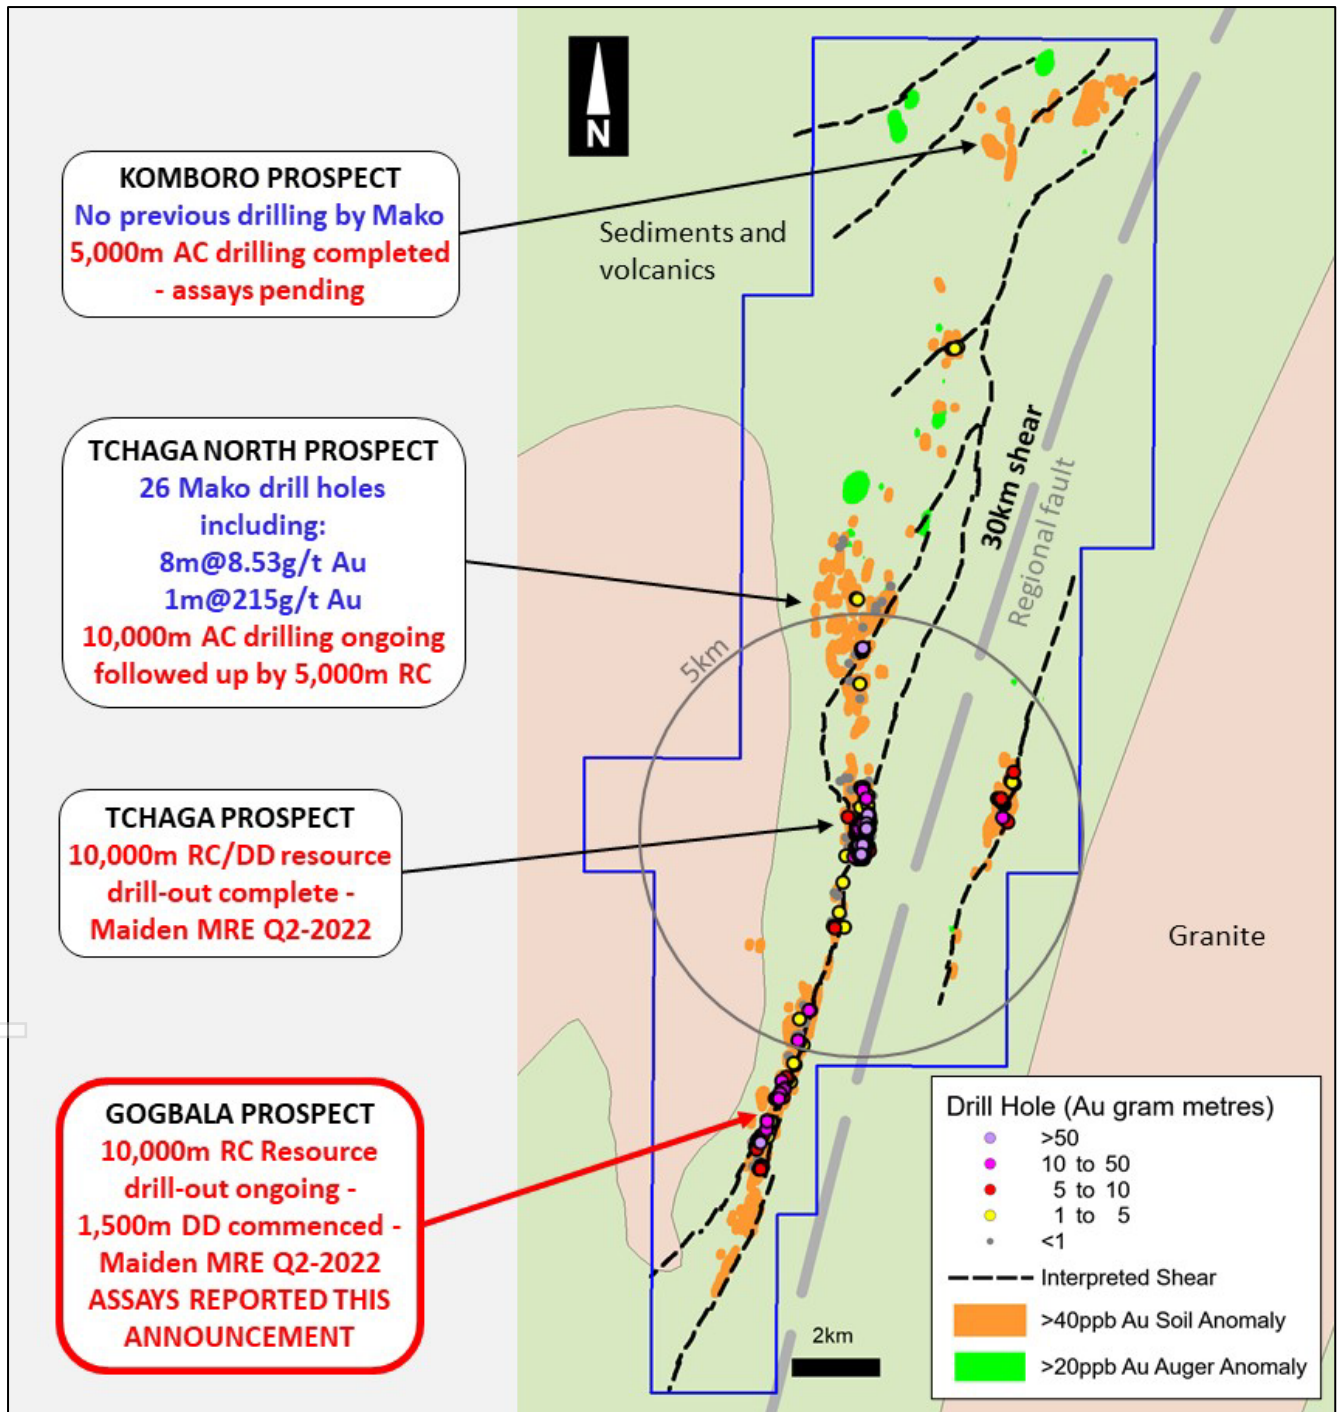 N
KOMBORO PROSPECT
No previous drilling by Mako
5,000m AC drilling completed
- assays pending
Sediments and
volcanics
TCHAGA NORTH PROSPECT
26 Mako drill holes
including:
8m@8.53g/t Au
1m@215g/t Au
10,000m AC drilling ongoing
followed up by 5,000m RC
30km shear
Regional fault
5km
TCHAGA PROSPECT
10,000m RC/DD resource
drill-out complete -
Maiden MRE Q2-2022
Granite
GOGBALA PROSPECT
10,000m RC Resource
drill-out ongoing -
1,500m DD commenced -
Maiden MRE Q2-2022
ASSAYS REPORTED THIS
ANNOUNCEMENT
2km
Drill Hole (Au gram metres)
>50
10 to 50
5 to 10
1 to 5
<1
Interpreted Shear
>40ppb Au Soil Anomaly
>20ppb Au Auger Anomaly